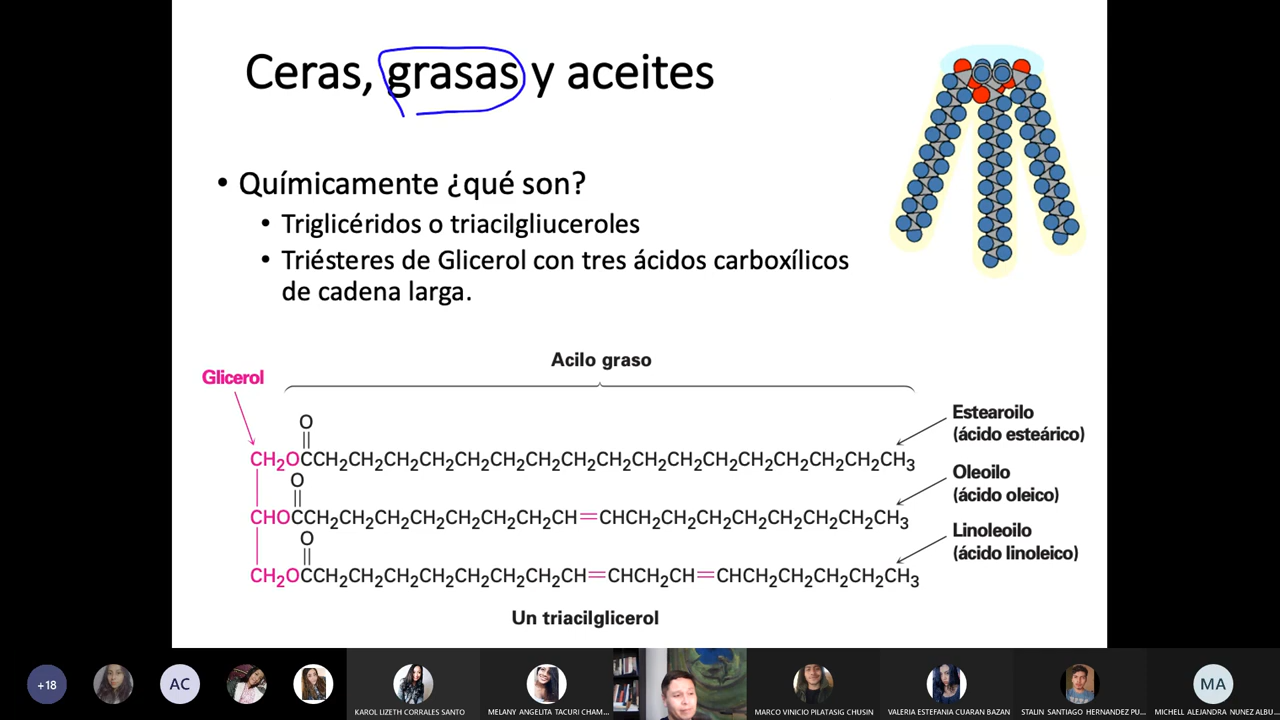 Ceras, grasas y aceites
• Químicamente ¿qué son?
• Triglicéridos o triacilgliuceroles
• Triésteres de Glicerol con tres ácidos carboxílicos
de cadena larga.
Acilo graso
Glicerol
O
CH2OCCH2CH2CH2CH2CH2CH2CH2CH2CH2CH2CH2CH2CH2CH2CH2CH2CH3
Estearoilo
(ácido esteárico)
O
CHOCCH2CH2CH2CH2CH2CH2CH2CH=CHCH2CH2CH2CH2CH2CH2CH2CH3
Oleoilo
(ácido oleico)
O
CH2OCCH2CH2CH2CH2CH2CH2CH2CH=CHCH2CH=CHCH2CH2CH2CH2CH3
Linoleoilo
(ácido linoleico)
Un triacilglicerol
+18
AC
MA
KAROL LIZETH CORRALES SANTO
MELANY ANGELITA TACURI CHAM...
MARCO VINICIO PILATASIG CHUSIN
VALERIA ESTEFANIA CUARAN BAZAN
STALIN SANTIAGO HERNANDEZ PU...
MICHELL ALEJANDRA NUNEZ ALBU...